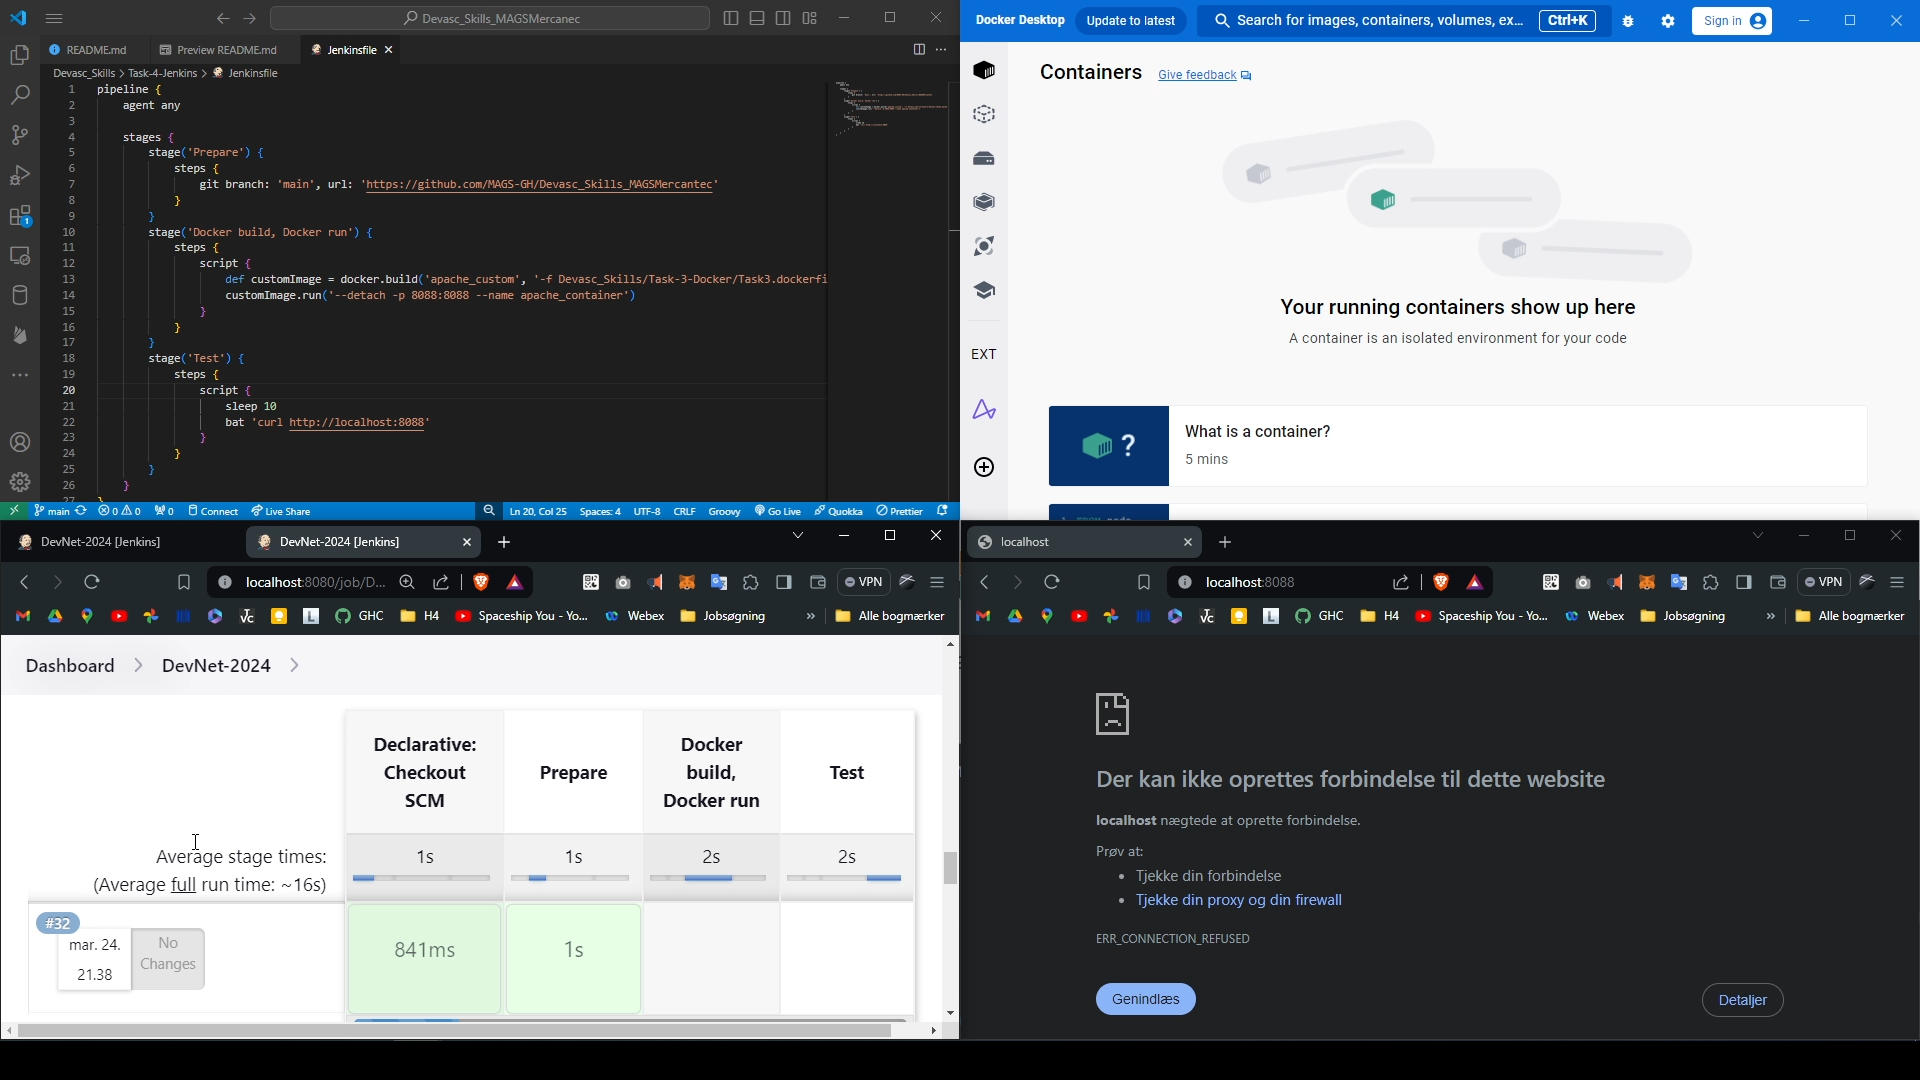 Devasc_Skills_MAGSMercanec
README.md
Preview README.md
Jenkinsfile
Devasc_Skills > Task-4-Jenkins > Jenkinsfile
1 pipeline {
2 agent any
3
4 stages {
5 stage('Prepare') {
6 steps {
7 git branch: 'main', url: 'https://github.com/MAGS-GH/Devasc_Skills_MAGSMercantec'
8 }
9 }
10 stage('Docker build, Docker run') {
11 steps {
12 script {
13 def customImage = docker.build('apache_custom', '-f Devasc_Skills/Task-3-Docker/Task3.dockerfi
14 customImage.run('--detach -p 8088:8088 --name apache_container')
15 }
16 }
17 }
18 stage('Test') {
19 steps {
20 script {
21 sleep 10
22 bat 'curl http://localhost:8088'
23 }
24 }
25 }
26 }
27 }
1
main 0 0 0 Connect Live Share Ln 20, Col 25 Spaces: 4 UTF-8 CRLF Groovy Go Live Quokka Prettier
Docker Desktop Update to latest Search for images, containers, volumes, ex... Ctrl+K Sign in
Containers Give feedback
EXT
Your running containers show up here
A container is an isolated environment for your code
?
What is a container?
5 mins
DevNet-2024 [Jenkins]
DevNet-2024 [Jenkins]
localhost:8080/job/D...
VPN
GHC H4 Spaceship You - Yo... Webex Jobsøgning » Alle bogmærker
Dashboard > DevNet-2024 >
Declarative:
Checkout
SCM
Prepare
Docker
build,
Docker run
Test
Average stage times:
(Average full run time: ~16s)
1s 1s 2s 2s
#32
mar. 24.
21.38
No
Changes
841ms 1s
localhost
localhost:8088
VPN
GHC H4 Spaceship You - Yo... Webex Jobsøgning » Alle bogmærker
Der kan ikke oprettes forbindelse til dette website
localhost nægtede at oprette forbindelse.
Prøv at:
• Tjekke din forbindelse
• Tjekke din proxy og din firewall
ERR_CONNECTION_REFUSED
Genindlæs
Detaljer